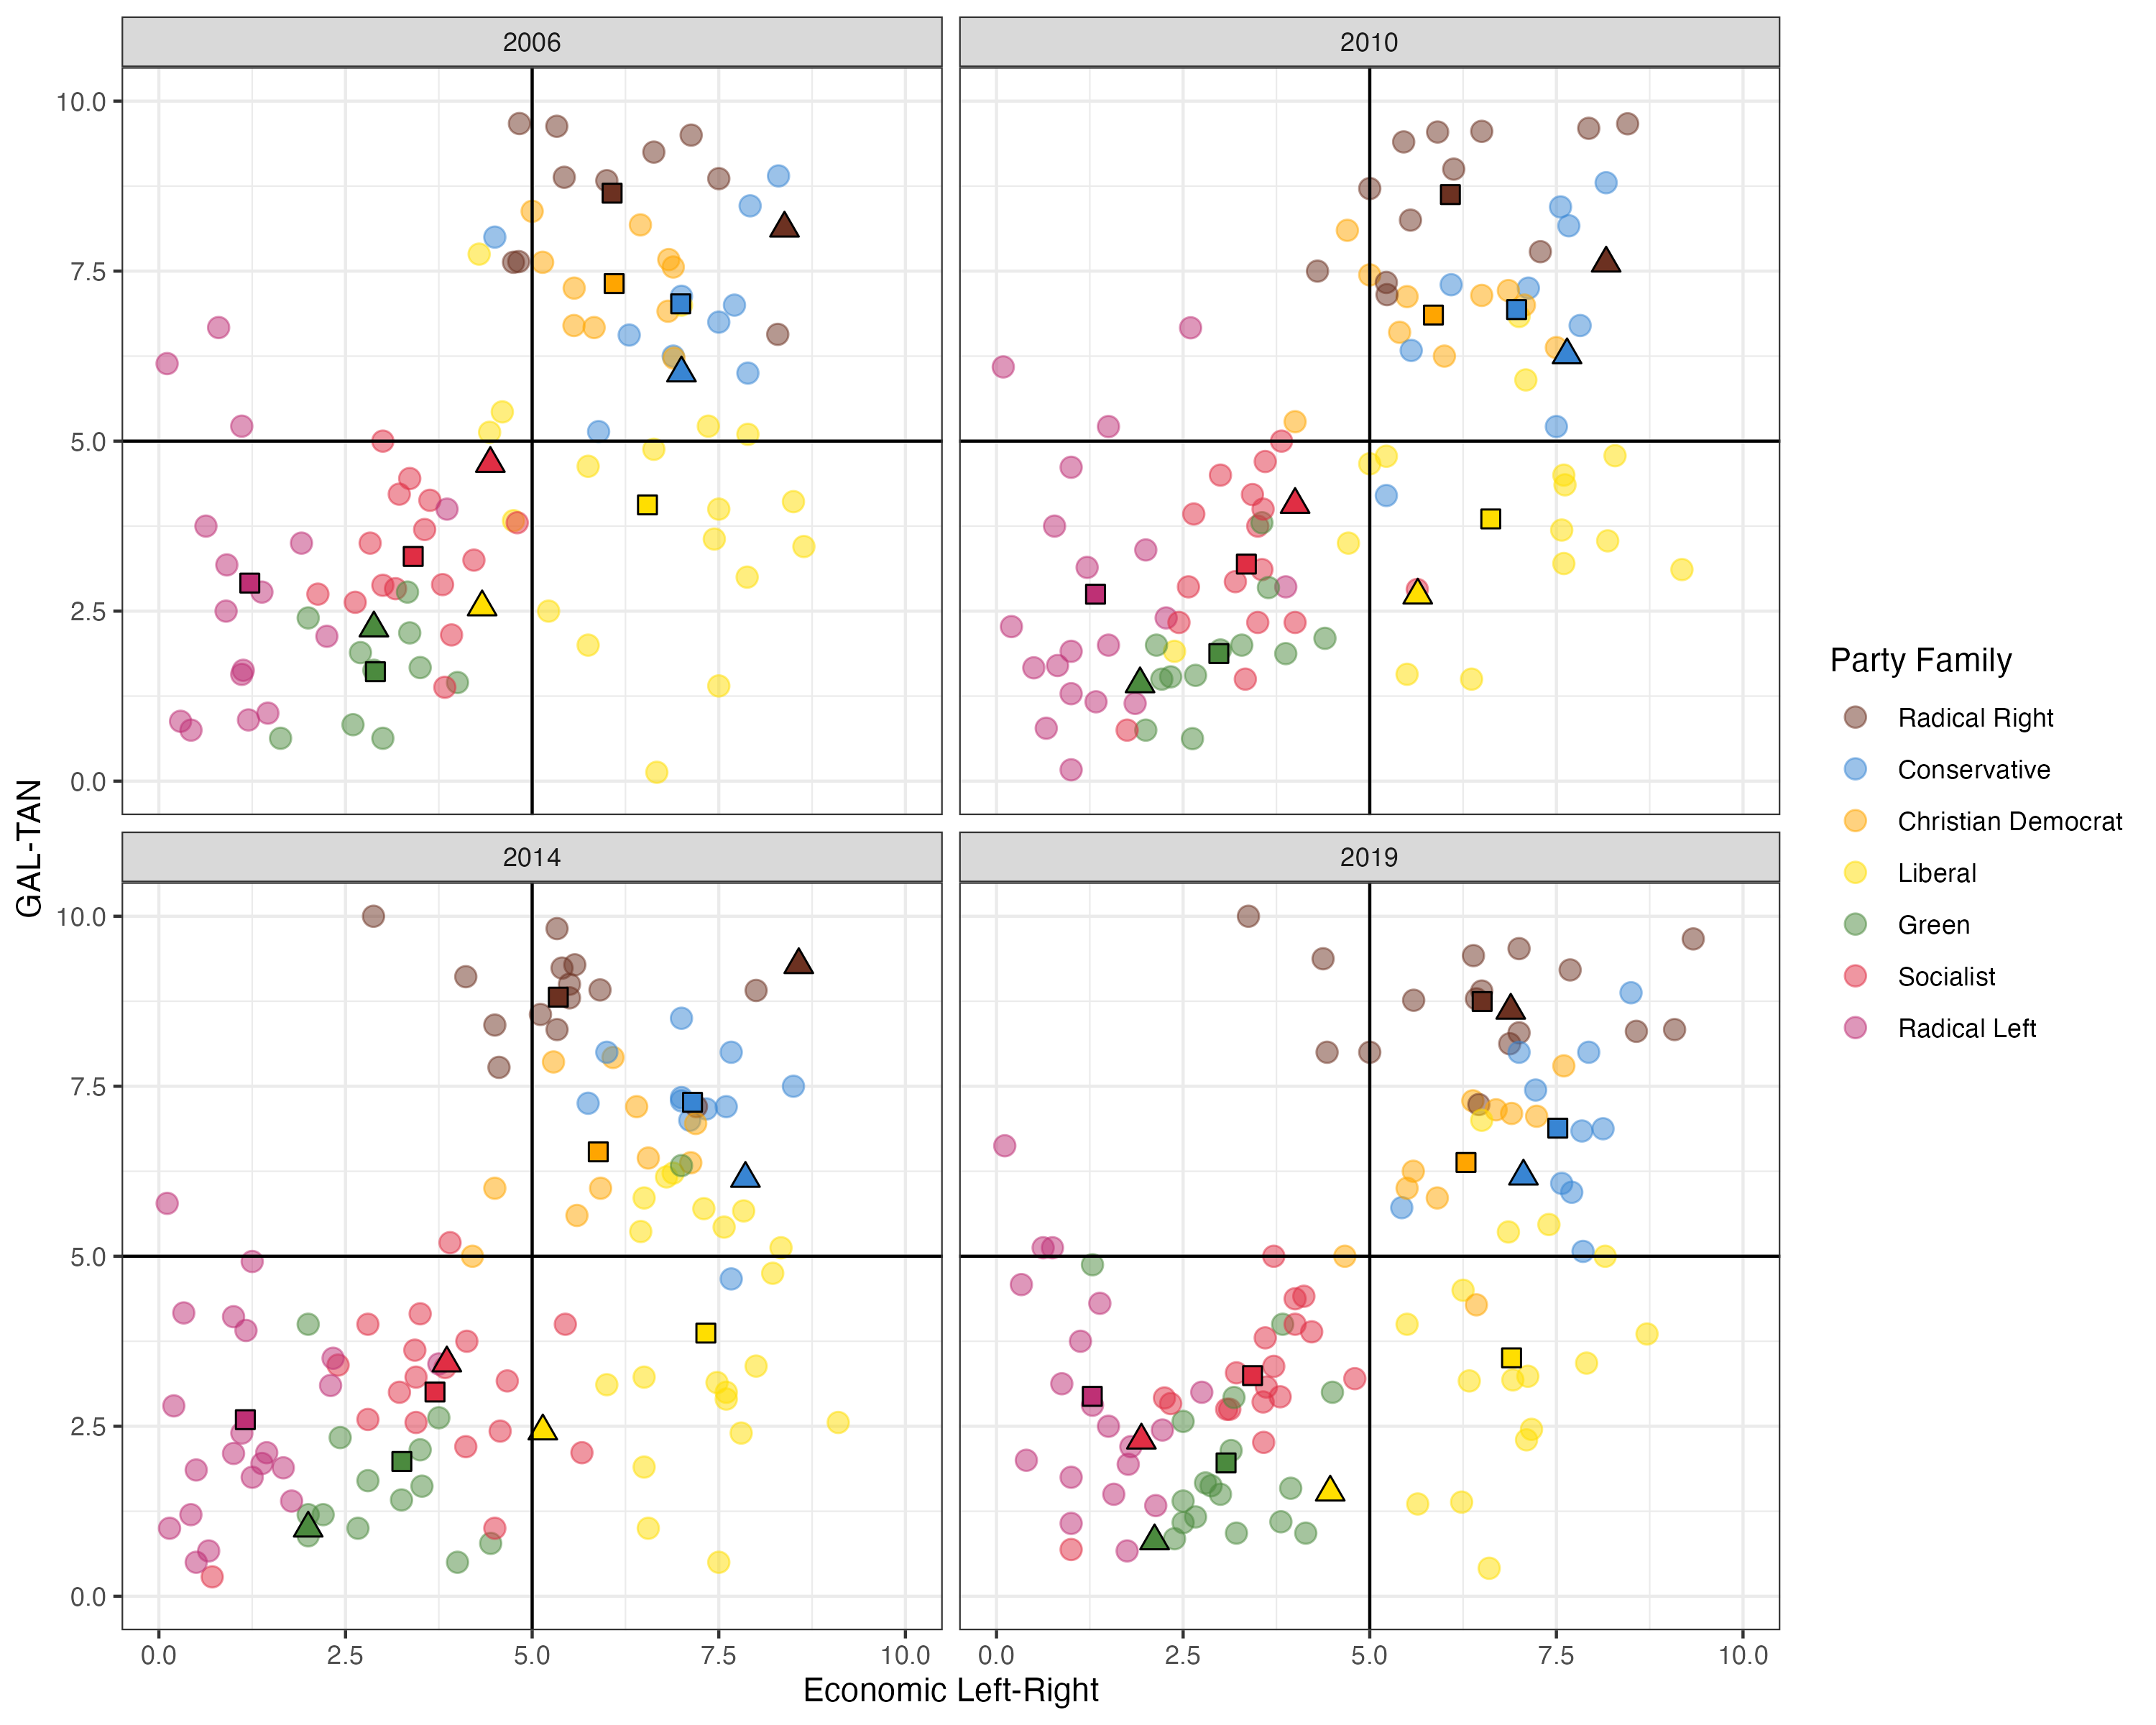 2006
2010
10.0
7.5
5.0
2.5
0.0
2014
2019
10.0
7.5
5.0
2.5
0.0
0.0 2.5 5.0 7.5 10.0
0.0 2.5 5.0 7.5 10.0
Economic Left-Right
GAL-TAN
Party Family
Radical Right
Conservative
Christian Democrat
Liberal
Green
Socialist
Radical Left